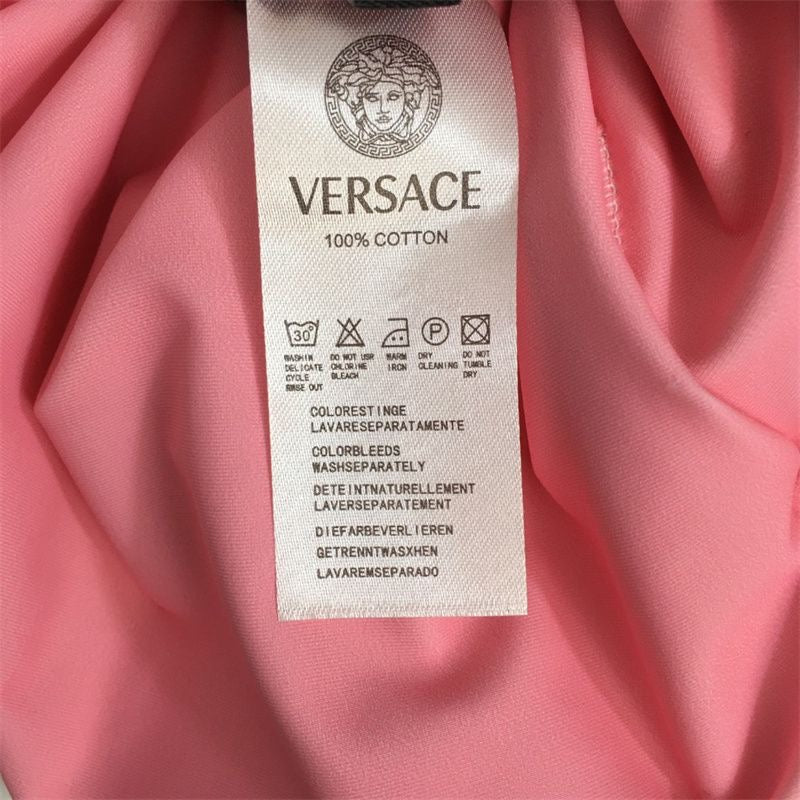 VERSACE
100% COTTON
30°
P
WASHIN DELICATE CYCLE RINSE OUT
DO NOT USR CHLORINE BLEACH
WARM IRON
DRY CLEANING
DO NOT TUMBLE DRY
COLORESTINGE
LAVARESEPARATAMENTE
COLORBLEEDS
WASHSEPARATELY
DETEINTNATURELLEMENT
LAVERSEPARATEMENT
DIEFARBEVERLIEREN
GETRENNTWASXHEN
LAVAREMSEPARADO